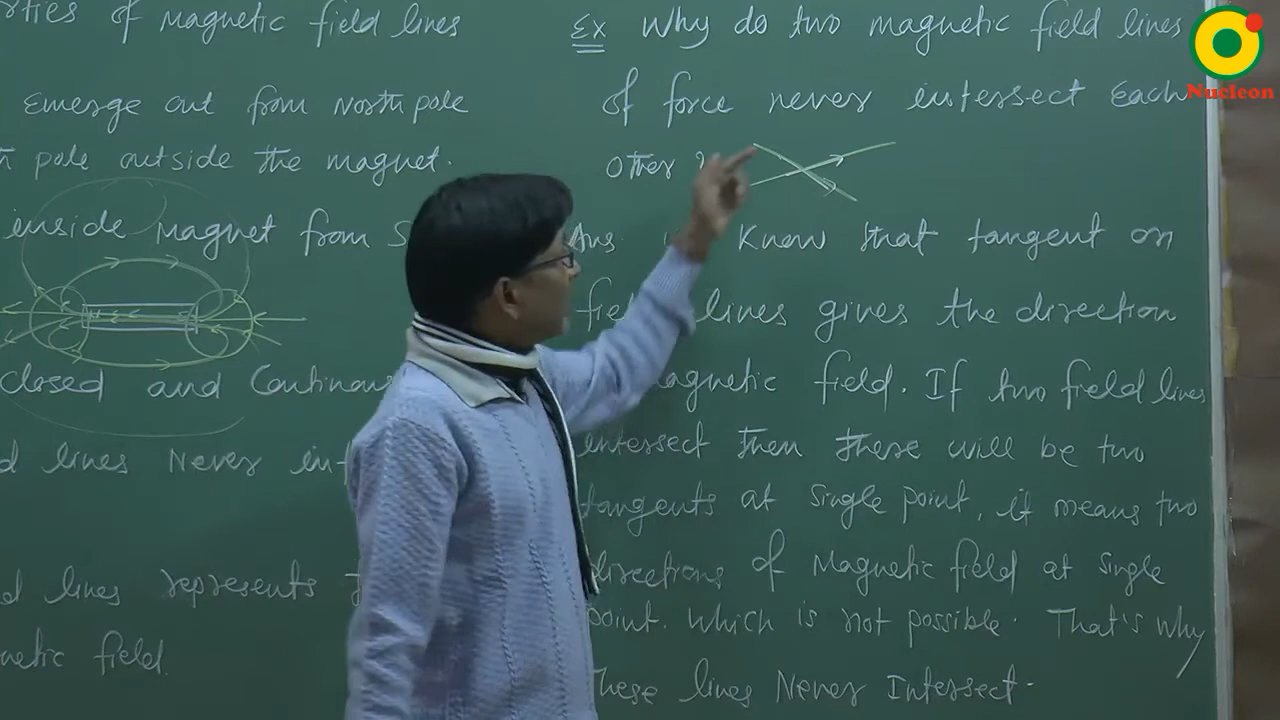 rties of magnetic field lines
Emerge out from North pole
pole outside the magnet.
inside magnet from S
Closed and Continuou
d lines Never in
d lines represents
netic field.
Ex Why do two magnetic field lines
of force never intersect Each
other ?
Ans Know that tangent on
fie lines gives the direction
agnetic field. If two field lines
intersect then there will be two
tangents at single point, it means two
directions of Magnetic field at single
point. Which is not possible. That's why
These lines Never Intersect.
Nucleon